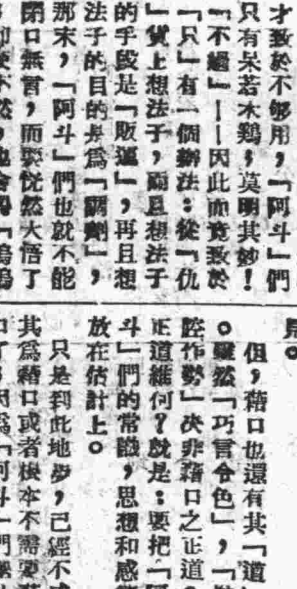 才致於不够用，「阿斗」們
只有呆若木鷄，莫明其妙！
「不過」——因此而竟致於
「只」有一個辦法：從「仇
」貨上想法子，而且想法子
的手段是「販運」，再且想
法子的目的是爲「調劑」，
那末，「阿斗」們也就不能
閉口無言，而要恍然大悟了
是。
但，藉口也還有其「道
。雖然「巧言令色」，「
腔作勢」决非藉口之正道。
正道維何？就是：要把「
斗」們的常識，思想和感
放在估計上。
只是到此地步，已經不
其爲藉口或者根本不需要